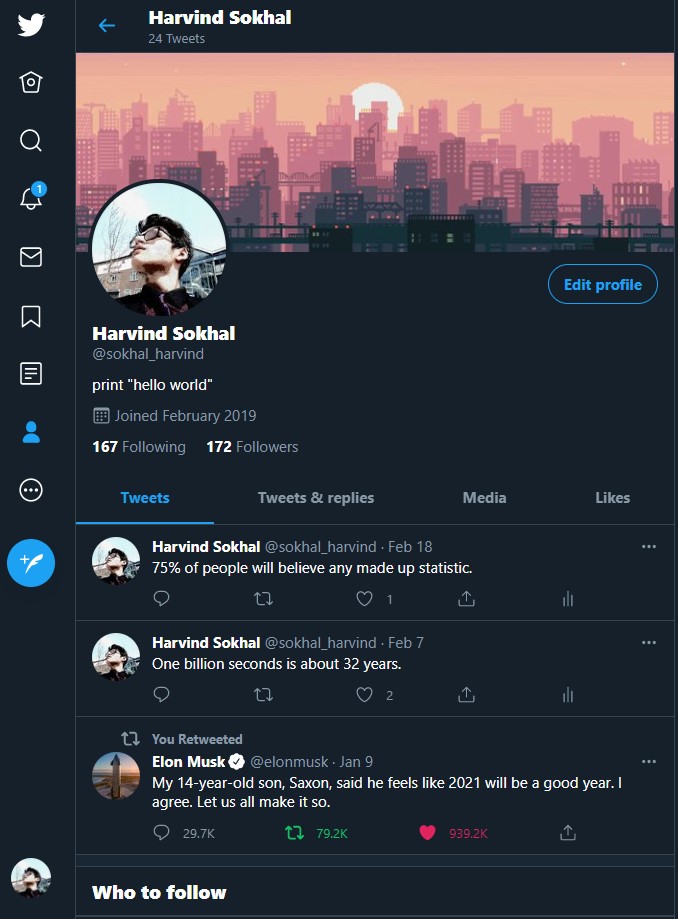 Harvind Sokhal
24 Tweets
1
Edit profile
Harvind Sokhal
@sokhal_harvind
print "hello world"
Joined February 2019
167 Following 172 Followers
Tweets Tweets & replies Media Likes
Harvind Sokhal @sokhal_harvind · Feb 18
75% of people will believe any made up statistic.
1
Harvind Sokhal @sokhal_harvind · Feb 7
One billion seconds is about 32 years.
2
You Retweeted
Elon Musk @elonmusk · Jan 9
My 14-year-old son, Saxon, said he feels like 2021 will be a good year. I
agree. Let us all make it so.
29.7K 79.2K 939.2K
Who to follow